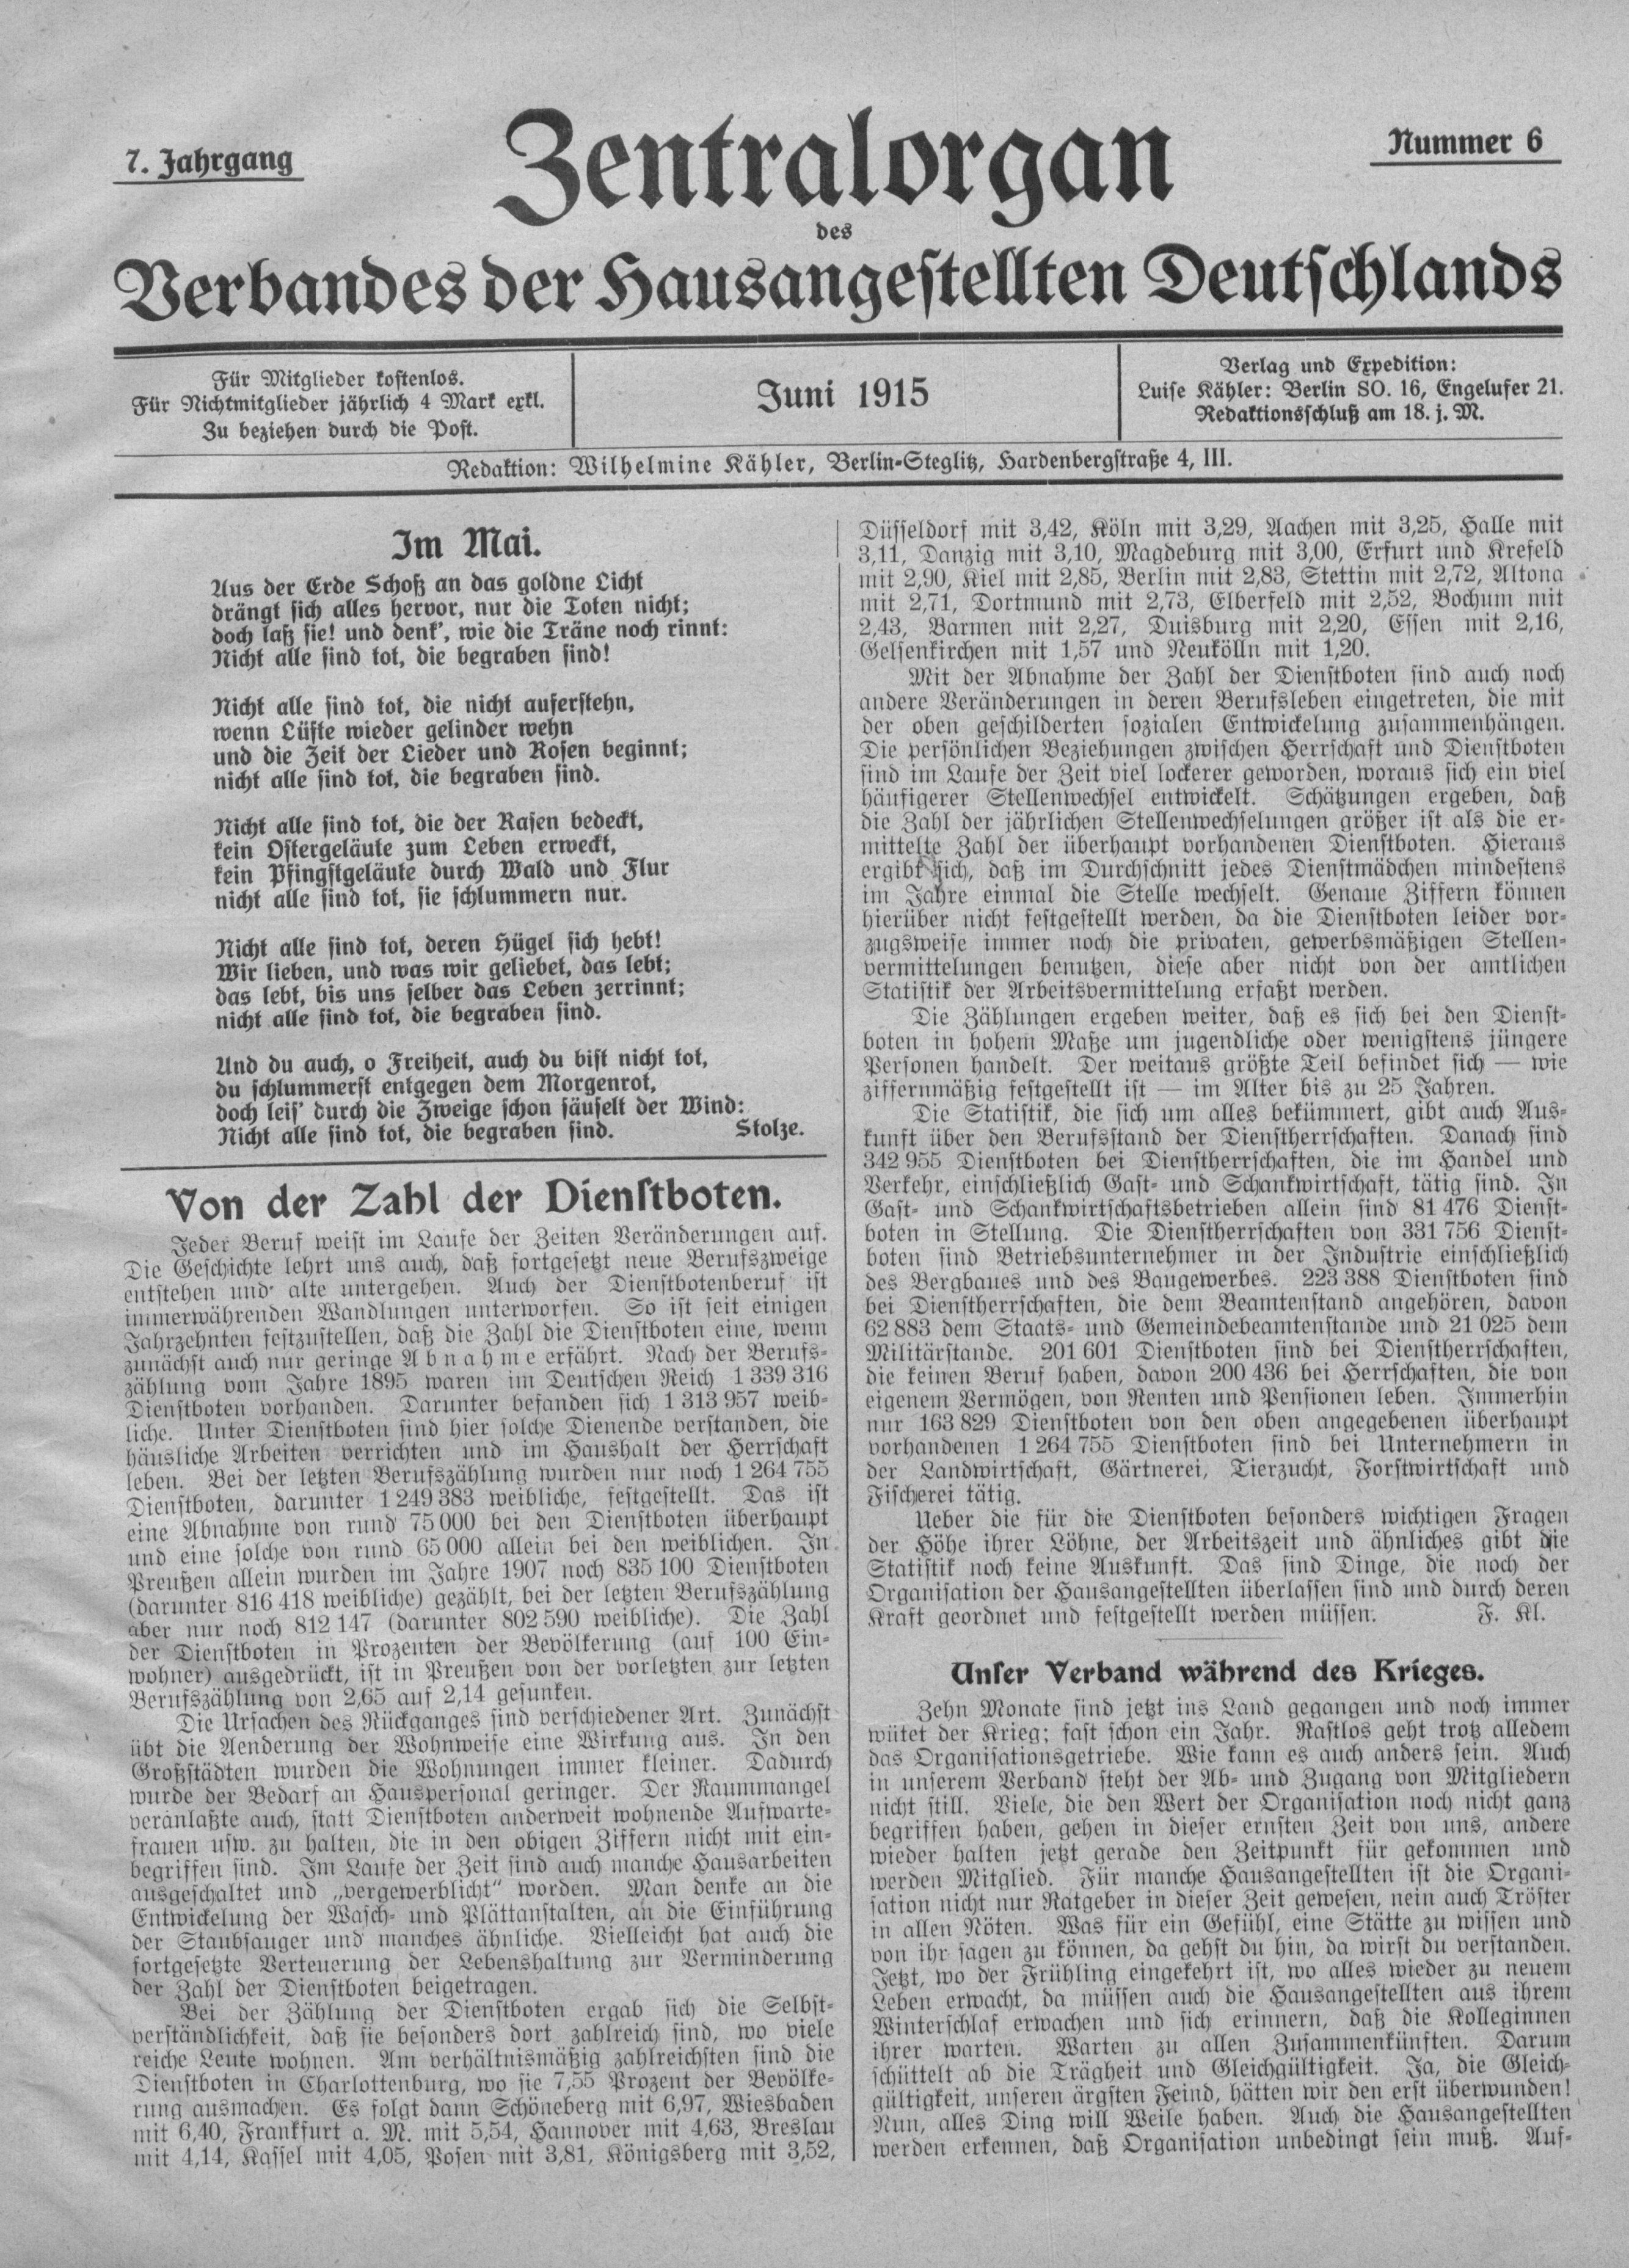 7. Jahrgang
Zentralorgan
Nummer 6
des
Verbandes der Hausangestellten Deutschlands
Für Mitglieder kostenlos.
Für Nichtmitglieder jährlich 4 Mark exkl.
Zu beziehen durch die Post.
Juni 1915
Verlag und Expedition:
Luise Kähler: Berlin SO. 16, Engelufer 21.
Redaktionsschluß am 18. j. M.
Redaktion: Wilhelmine Kähler, Berlin-Steglitz, Hardenbergstraße 4, III.
Im Mai.
Aus der Erde Schoß an das goldne Licht
drängt sich alles hervor, nur die Toten nicht;
doch laß sie! und denk', wie die Träne noch rinnt:
Nicht alle sind tot, die begraben sind!
Nicht alle sind tot, die nicht auferstehn,
wenn Lüfte wieder gelinder wehn
und die Zeit der Lieder und Rosen beginnt;
nicht alle sind tot, die begraben sind.
Nicht alle sind tot, die der Rasen bedeckt,
kein Ostergeläute zum Leben erweckt,
kein Pfingstgeläute durch Wald und Flur
nicht alle sind tot, sie schlummern nur.
Nicht alle sind tot, deren Hügel sich hebt!
Wir lieben, und was wir geliebet, das lebt;
das lebt, bis uns selber das Leben zerrinnt;
nicht alle sind tot, die begraben sind.
Und du auch, o Freiheit, auch du bist nicht tot,
du schlummerst entgegen dem Morgenrot,
doch leis' durch die Zweige schon säuselt der Wind:
Nicht alle sind tot, die begraben sind. Stolze.
Von der Zahl der Dienstboten.
Jeder Beruf weist im Laufe der Zeiten Veränderungen auf.
Die Geschichte lehrt uns auch, daß fortgesetzt neue Berufszweige
entstehen und alte untergehen. Auch der Dienstbotenberuf ist
immerwährenden Wandlungen unterworfen. So ist seit einigen
Jahrzehnten festzustellen, daß die Zahl die Dienstboten eine, wenn
zunächst auch nur geringe Abnahme erfährt. Nach der Berufs-
zählung vom Jahre 1895 waren im Deutschen Reich 1 339 316
Dienstboten vorhanden. Darunter befanden sich 1 313 957 weib-
liche. Unter Dienstboten sind hier solche Dienende verstanden, die
häusliche Arbeiten verrichten und im Haushalt der Herrschaft
leben. Bei der letzten Berufszählung wurden nur noch 1 264 755
Dienstboten, darunter 1 249 383 weibliche, festgestellt. Das ist
eine Abnahme von rund 75 000 bei den Dienstboten überhaupt
und eine solche von rund 65 000 allein bei den weiblichen. In
Preußen allein wurden im Jahre 1907 noch 835 100 Dienstboten
(darunter 816 418 weibliche) gezählt, bei der letzten Berufszählung
aber nur noch 812 147 (darunter 802 590 weibliche). Die Zahl
der Dienstboten in Prozenten der Bevölkerung (auf 100 Ein-
wohner) ausgedrückt, ist in Preußen von der vorletzten zur letzten
Berufszählung von 2,65 auf 2,14 gesunken.
Die Ursachen des Rückganges sind verschiedener Art. Zunächst
übt die Aenderung der Wohnweise eine Wirkung aus. In den
Großstädten wurden die Wohnungen immer kleiner. Dadurch
wurde der Bedarf an Hauspersonal geringer. Der Raummangel
veranlaßte auch, statt Dienstboten anderweit wohnende Aufwarte-
frauen usw. zu halten, die in den obigen Ziffern nicht mit ein-
begriffen sind. Im Laufe der Zeit sind auch manche Hausarbeiten
ausgeschaltet und „vergewerblicht“ worden. Man denke an die
Entwickelung der Wasch- und Plättanstalten, an die Einführung
der Staubsauger und manches ähnliche. Vielleicht hat auch die
fortgesetzte Verteuerung der Lebenshaltung zur Verminderung
der Zahl der Dienstboten beigetragen.
Bei der Zählung der Dienstboten ergab sich die Selbst-
verständlichkeit, daß sie besonders dort zahlreich sind, wo viele
reiche Leute wohnen. Am verhältnismäßig zahlreichsten sind die
Dienstboten in Charlottenburg, wo sie 7,55 Prozent der Bevölke-
rung ausmachen. Es folgt dann Schöneberg mit 6,97, Wiesbaden
mit 6,40, Frankfurt a. M. mit 5,54, Hannover mit 4,63, Breslau
mit 4,14, Kassel mit 4,05, Posen mit 3,81, Königsberg mit 3,52,
Düsseldorf mit 3,42, Köln mit 3,29, Aachen mit 3,25, Halle mit
3,11, Danzig mit 3,10, Magdeburg mit 3,00, Erfurt und Krefeld
mit 2,90, Kiel mit 2,85, Berlin mit 2,83, Stettin mit 2,72, Altona
mit 2,71, Dortmund mit 2,73, Elberfeld mit 2,52, Bochum mit
2,43, Barmen mit 2,27, Duisburg mit 2,20, Essen mit 2,16,
Gelsenkirchen mit 1,57 und Neukölln mit 1,20.
Mit der Abnahme der Zahl der Dienstboten sind auch noch
andere Veränderungen in deren Berufsleben eingetreten, die mit
der oben geschilderten sozialen Entwickelung zusammenhängen.
Die persönlichen Beziehungen zwischen Herrschaft und Dienstboten
sind im Laufe der Zeit viel lockerer geworden, woraus sich ein viel
häufigerer Stellenwechsel entwickelt. Schätzungen ergeben, daß
die Zahl der jährlichen Stellenwechselungen größer ist als die er-
mittelte Zahl der überhaupt vorhandenen Dienstboten. Hieraus
ergibt sich, daß im Durchschnitt jedes Dienstmädchen mindestens
im Jahre einmal die Stelle wechselt. Genaue Ziffern können
hierüber nicht festgestellt werden, da die Dienstboten leider vor-
zugsweise immer noch die privaten, gewerbsmäßigen Stellen-
vermittelungen benutzen, diese aber nicht von der amtlichen
Statistik der Arbeitsvermittelung erfaßt werden.
Die Zählungen ergeben weiter, daß es sich bei den Dienst-
boten in hohem Maße um jugendliche oder wenigstens jüngere
Personen handelt. Der weitaus größte Teil befindet sich — wie
ziffernmäßig festgestellt ist — im Alter bis zu 25 Jahren.
Die Statistik, die sich um alles bekümmert, gibt auch Aus-
kunft über den Berufsstand der Dienstherrschaften. Danach sind
342 955 Dienstboten bei Dienstherrschaften, die im Handel und
Verkehr, einschließlich Gast- und Schankwirtschaft, tätig sind. In
Gast- und Schankwirtschaftsbetrieben allein sind 81 476 Dienst-
boten in Stellung. Die Dienstherrschaften von 331 756 Dienst-
boten sind Betriebsunternehmer in der Industrie einschließlich
des Bergbaues und des Baugewerbes. 223 388 Dienstboten sind
bei Dienstherrschaften, die dem Beamtenstand angehören, davon
62 883 dem Staats- und Gemeindebeamtenstande und 21 025 dem
Militärstande. 201 601 Dienstboten sind bei Dienstherrschaften,
die keinen Beruf haben, davon 200 436 bei Herrschaften, die von
eigenem Vermögen, von Renten und Pensionen leben. Immerhin
nur 163 829 Dienstboten von den oben angegebenen überhaupt
vorhandenen 1 264 755 Dienstboten sind bei Unternehmern in
der Landwirtschaft, Gärtnerei, Tierzucht, Forstwirtschaft und
Fischerei tätig.
Ueber die für die Dienstboten besonders wichtigen Fragen
der Höhe ihrer Löhne, der Arbeitszeit und ähnliches gibt die
Statistik noch keine Auskunft. Das sind Dinge, die noch der
Organisation der Hausangestellten überlassen sind und durch deren
Kraft geordnet und festgestellt werden müssen. F. Kl.
Unser Verband während des Krieges.
Zehn Monate sind jetzt ins Land gegangen und noch immer
wütet der Krieg; fast schon ein Jahr. Rastlos geht trotz alledem
das Organisationsgetriebe. Wie kann es auch anders sein. Auch
in unserem Verband steht der Ab- und Zugang von Mitgliedern
nicht still. Viele, die den Wert der Organisation noch nicht ganz
begriffen haben, gehen in dieser ernsten Zeit von uns, andere
wieder halten jetzt gerade den Zeitpunkt für gekommen und
werden Mitglied. Für manche Hausangestellten ist die Organi-
sation nicht nur Ratgeber in dieser Zeit gewesen, nein auch Tröster
in allen Nöten. Was für ein Gefühl, eine Stätte zu wissen und
von ihr sagen zu können, da gehst du hin, da wirst du verstanden.
Jetzt, wo der Frühling eingekehrt ist, wo alles wieder zu neuem
Leben erwacht, da müssen auch die Hausangestellten aus ihrem
Winterschlaf erwachen und sich erinnern, daß die Kolleginnen
ihrer warten. Warten zu allen Zusammenkünften. Darum
schüttelt ab die Trägheit und Gleichgültigkeit. Ja, die Gleich-
gültigkeit, unseren ärgsten Feind, hätten wir den erst überwunden!
Nun, alles Ding will Weile haben. Auch die Hausangestellten
werden erkennen, daß Organisation unbedingt sein muß. Auf-